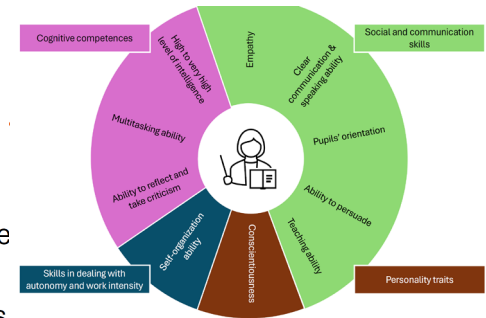 Cognitive competences
Social and communication
skills
High to very high
level of intelligence
Empathy
Clear
communication &
speaking ability
Multitasking ability
Pupils' orientation
Ability to reflect and
take criticism
Ability to persuade
Self-organization
ability
Conscientiousness
Teaching ability
Skills in dealing with
autonomy and work intensity
Personality traits
e